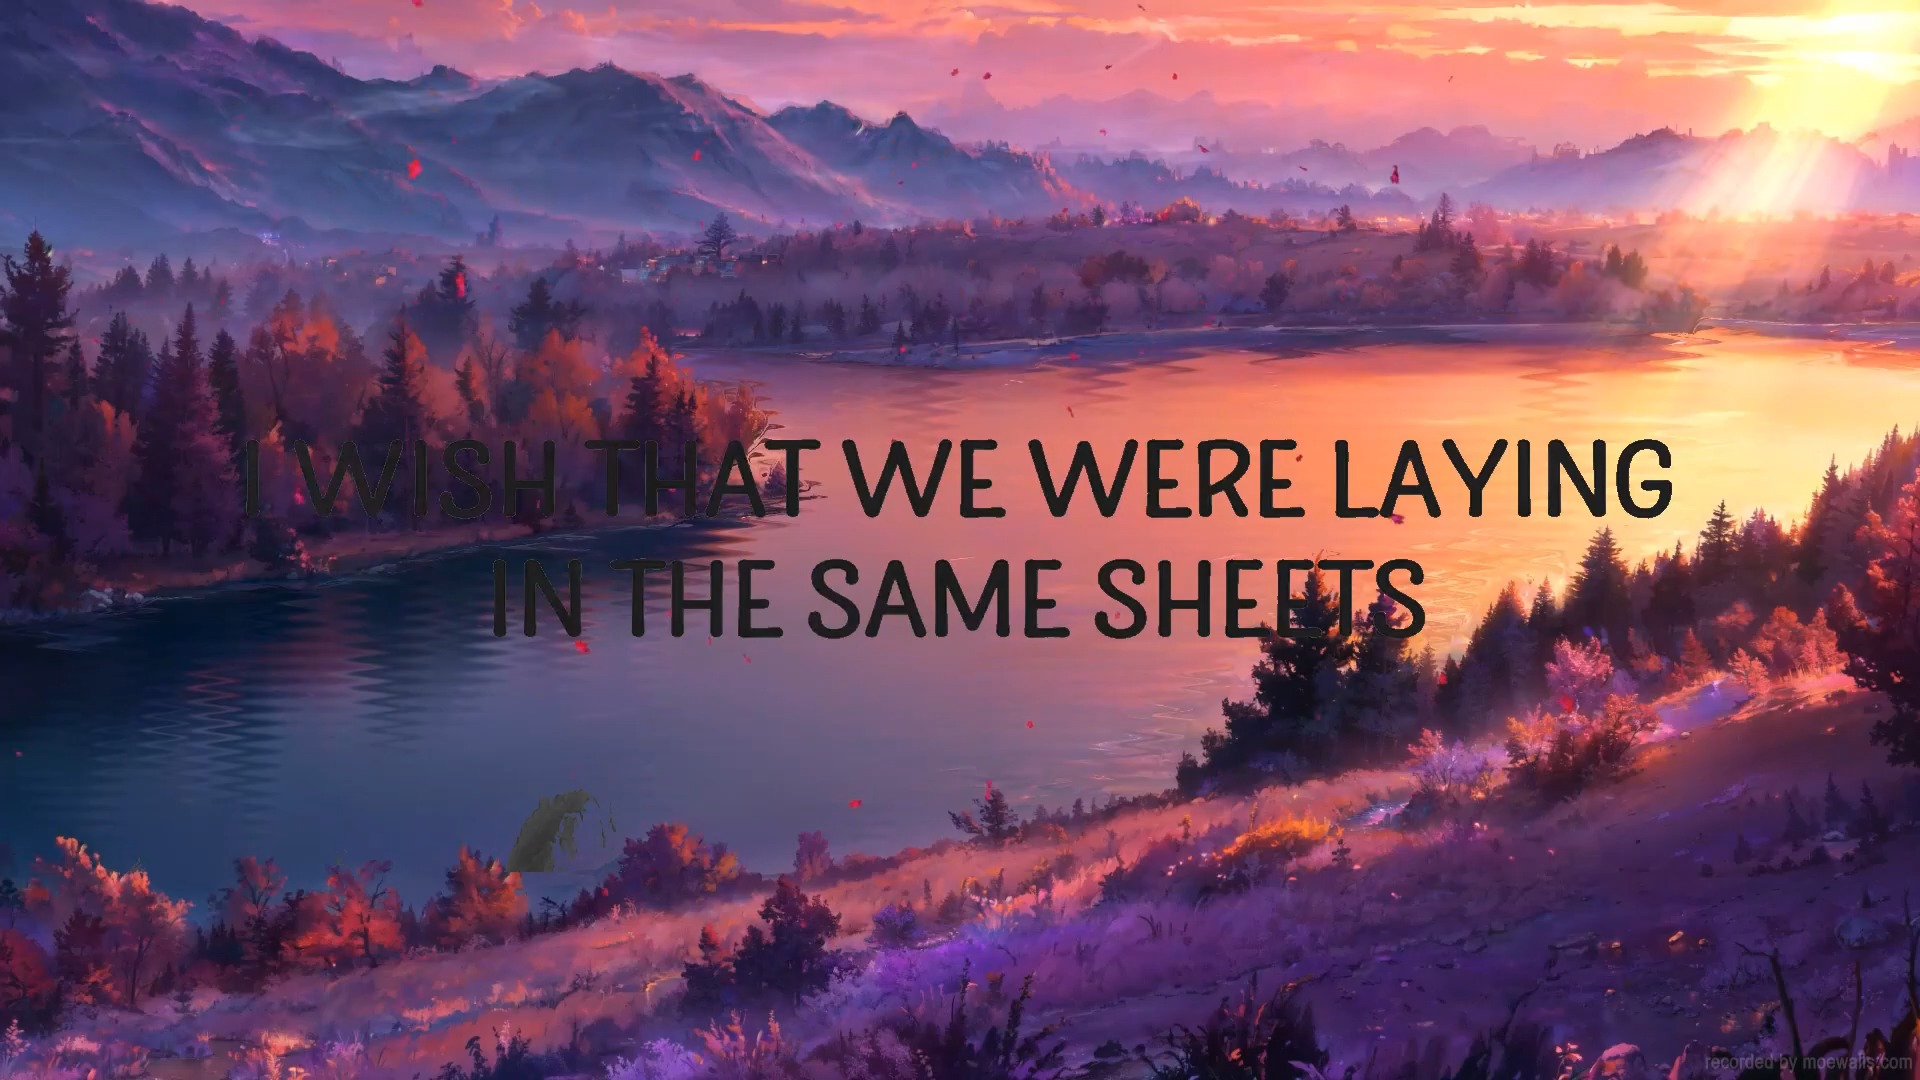 I WISH THAT WE WERE LAYING
IN THE SAME SHEETS
recorded by moewalls.com